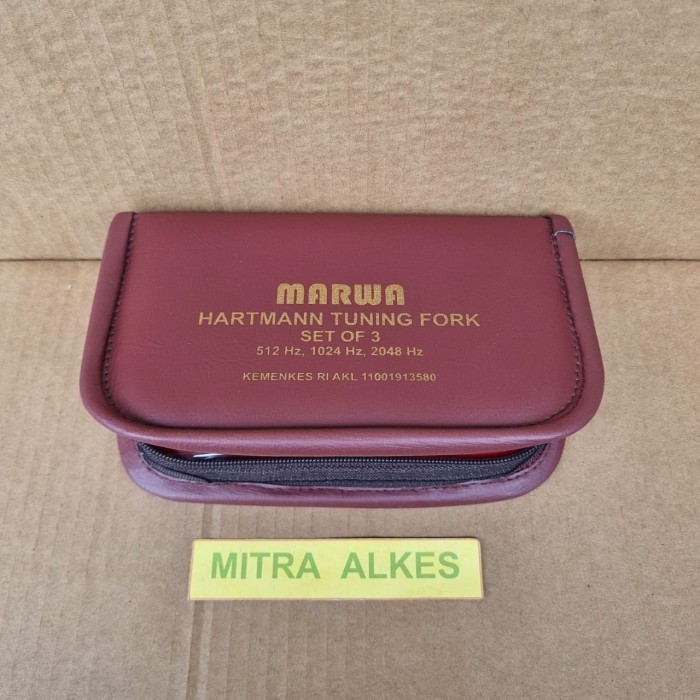 MARWA
HARTMANN TUNING FORK
SET OF 3
512 Hz, 1024 Hz, 2048 Hz
KEMENKES RI AKL 11001913580
MITRA ALKES